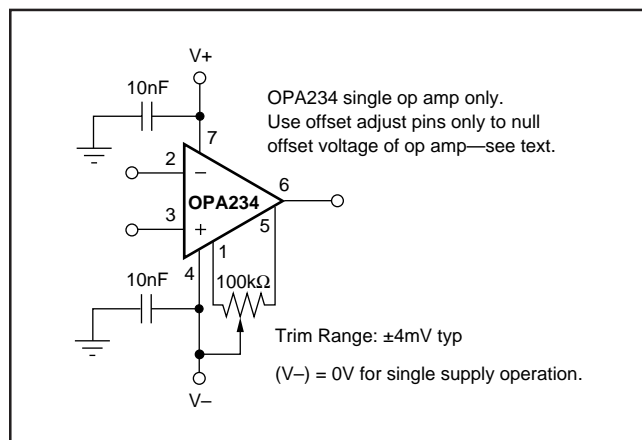 V+
10nF
OPA234 single op amp only.
Use offset adjust pins only to null
offset voltage of op amp—see text.
7
2
–
6
OPA234
3
+
5
1
4
100kΩ
10nF
Trim Range: ±4mV typ
(V–) = 0V for single supply operation.
V–